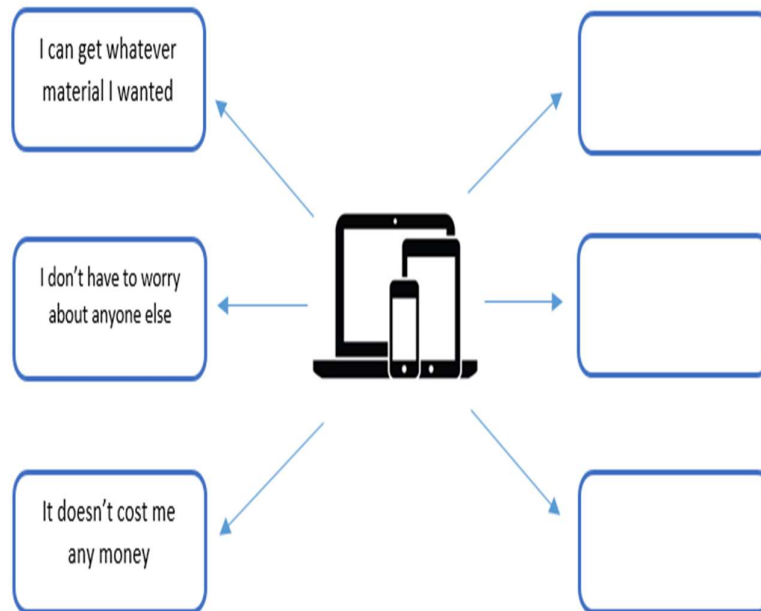 I can get whatever
material I wanted
I don't have to worry
about anyone else
It doesn't cost me
any money